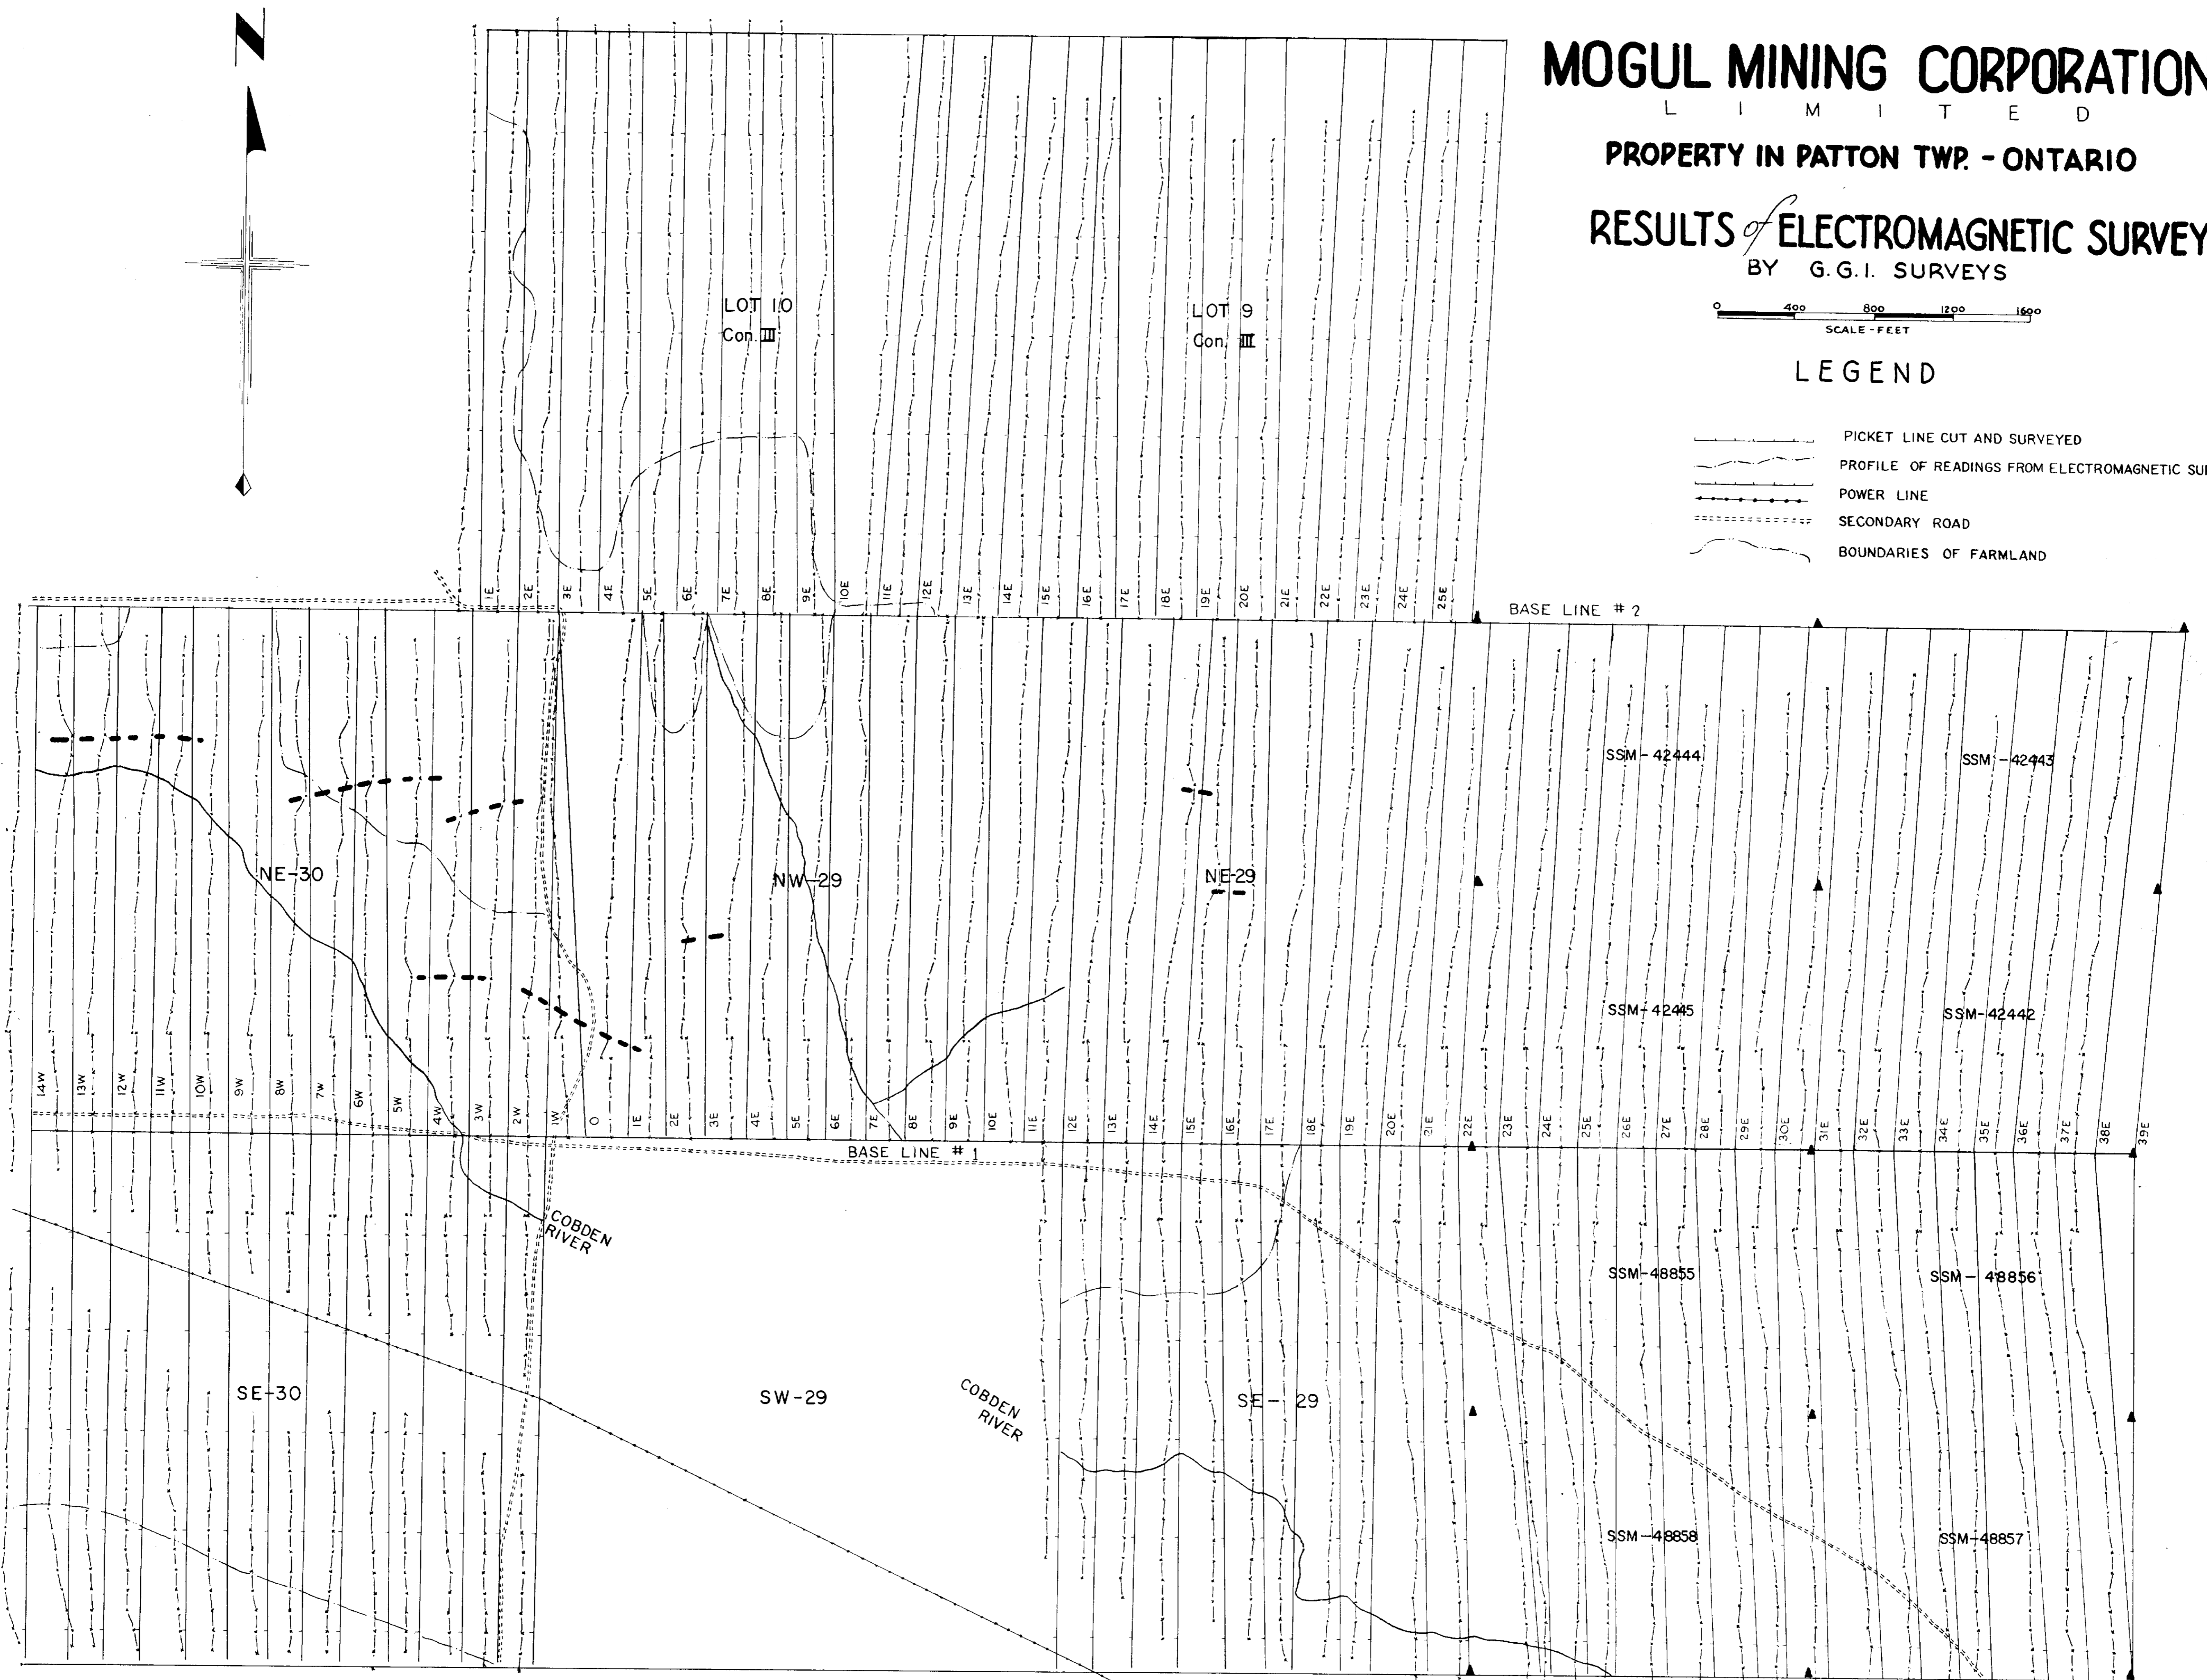 N
MOGUL MINING CORPORATION
LIMITED
PROPERTY IN PATTON TWP. - ONTARIO
RESULTS of ELECTROMAGNETIC SURVEY
BY G.G.I. SURVEYS
0 400 800 1200 1600
SCALE - FEET
LEGEND
PICKET LINE CUT AND SURVEYED
PROFILE OF READINGS FROM ELECTROMAGNETIC SU
POWER LINE
SECONDARY ROAD
BOUNDARIES OF FARMLAND
LOT 10
Con. III
LOT 9
Con. III
1E 2E 3E 4E 5E 6E 7E 8E 9E 10E 11E 12E 13E 14E 15E 16E 17E 18E 19E 20E 21E 22E 23E 24E 25E
BASE LINE # 2
SSM-42444
SSM-42443
NE-30
NW-29
NE-29
SSM-42445
SSM-42442
14W 13W 12W 11W 10W 9W 8W 7W 6W 5W 4W 3W 2W 1W 0 1E 2E 3E 4E 5E 6E 7E 8E 9E 10E 11E 12E 13E 14E 15E 16E 17E 18E 19E 20E 21E 22E 23E 24E 25E 26E 27E 28E 29E 30E 31E 32E 33E 34E 35E 36E 37E 38E 39E
BASE LINE # 1
COBDEN
RIVER
SSM-48855
SSM-48856
SE-30
SW-29
COBDEN
RIVER
SE-29
SSM-48858
SSM-48857